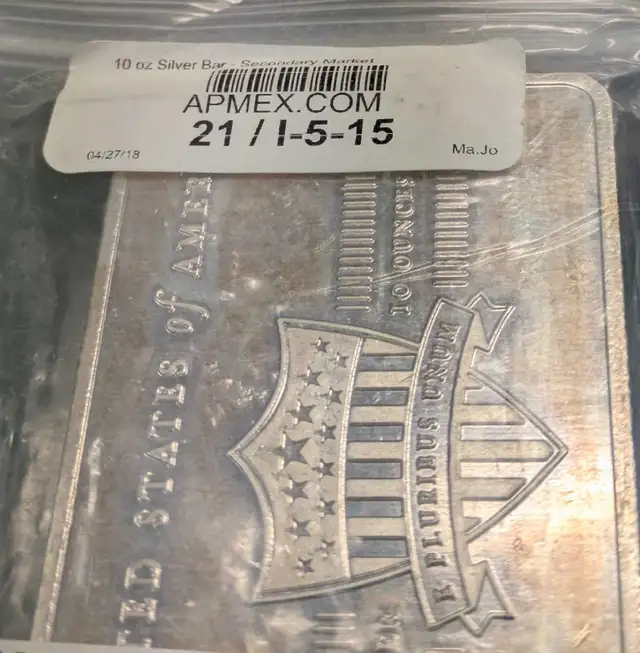 10 oz Silver Bar - Secondary Market
APMEX.COM
21 / I-5-15
04/27/18
Ma.Jo
TED STATES of AMER
10 OUNCES
E PLURIBUS UNUM